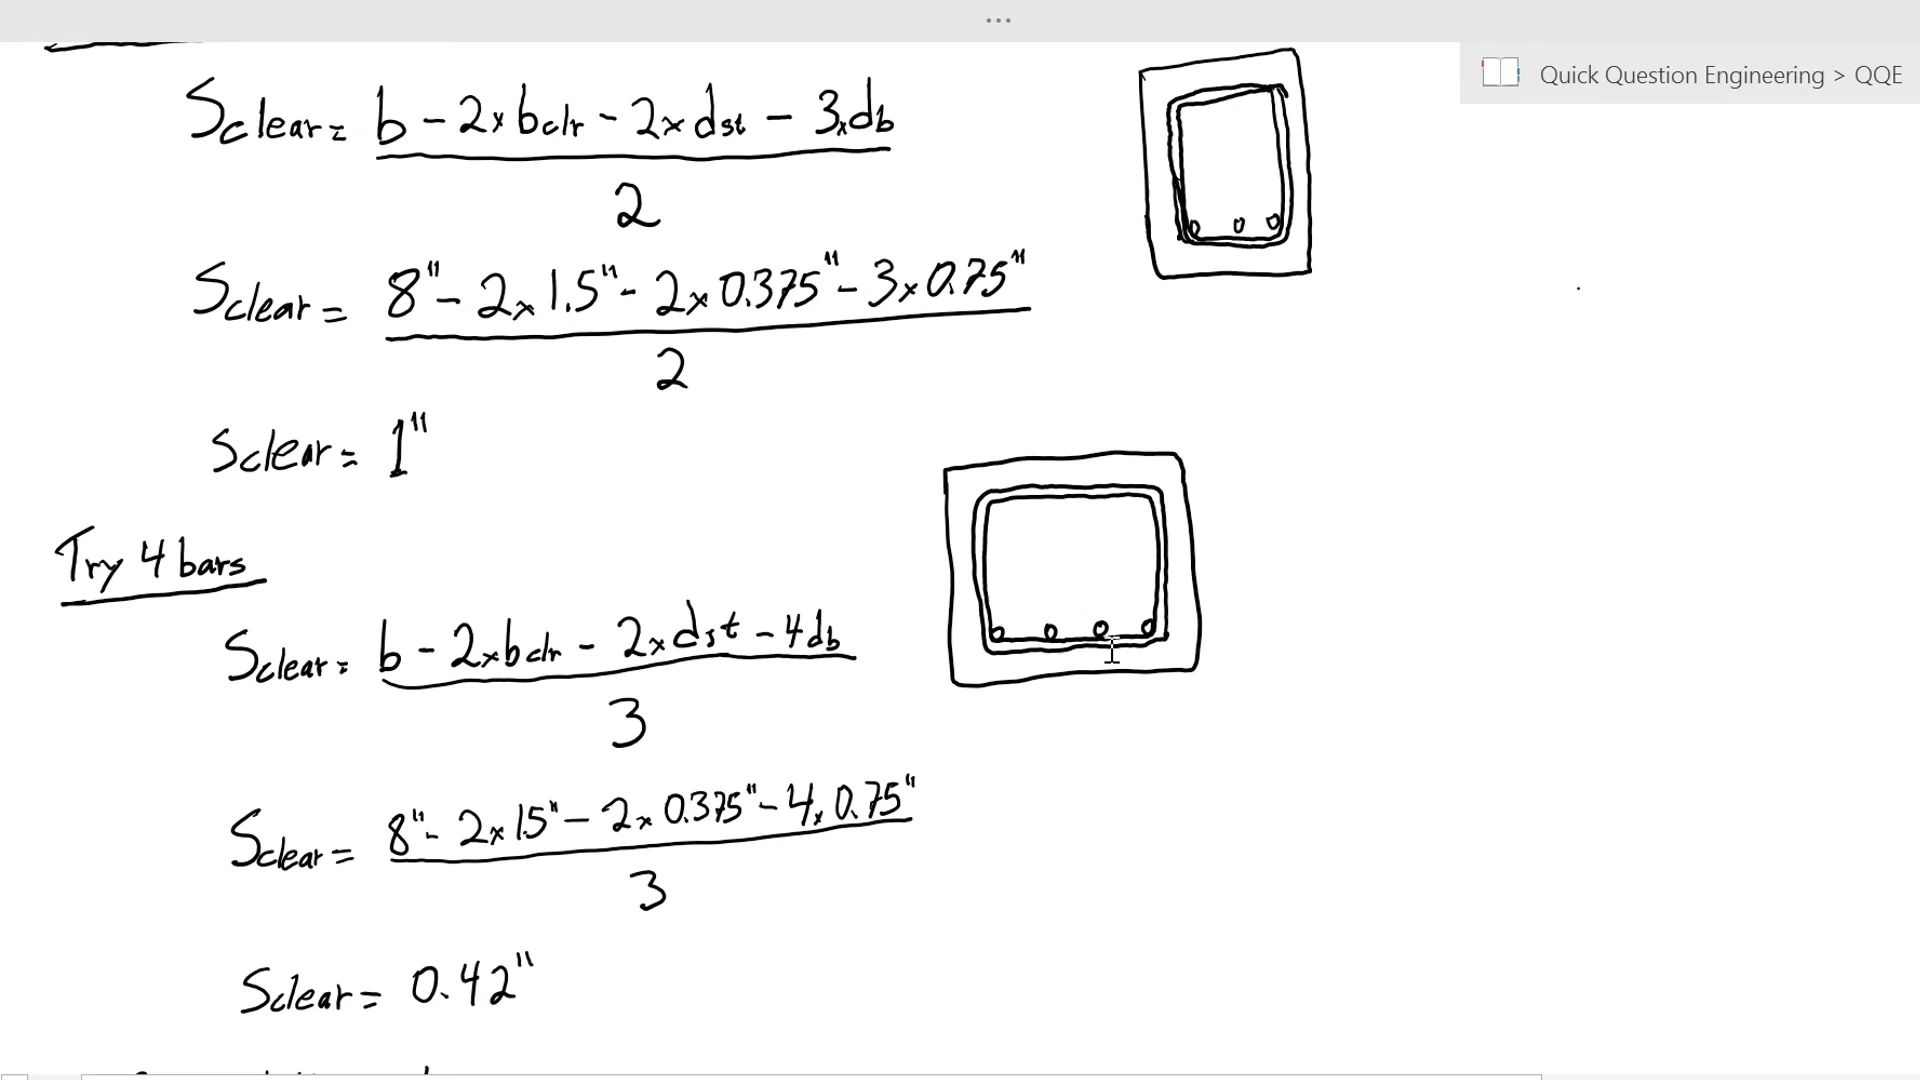 ...
Quick Question Engineering > QQE
Sclear = b - 2 x bclr - 2 x dst - 3 x db
2
Sclear = 8" - 2 x 1.5" - 2 x 0.375" - 3 x 0.75"
2
Sclear = 1"
Try 4 bars
Sclear = b - 2 x bclr - 2 x dst - 4db
3
Sclear = 8" - 2 x 1.5" - 2 x 0.375" - 4 x 0.75"
3
Sclear = 0.42"